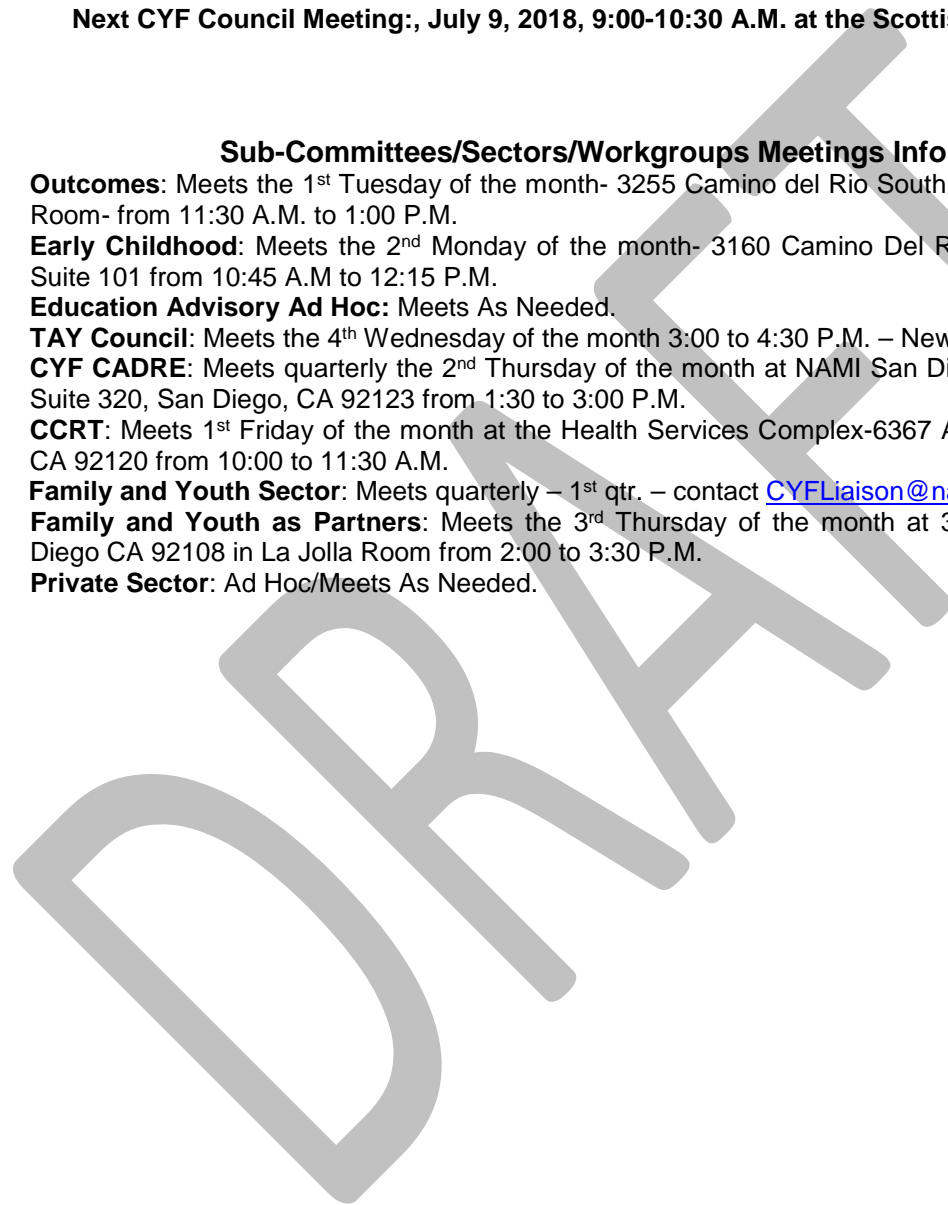 Next CYF Council Meeting:, July 9, 2018, 9:00-10:30 A.M. at the
Sub-Committees/Sectors/Workgroups Meetings
Outcomes: Meets the 1st Tuesday of the month- 3255 Camino del Rio South
Room- from 11:30 A.M. to 1:00 P.M.
Early Childhood: Meets the 2nd Monday of the month- 3160 Camino Del
Suite 101 from 10:45 A.M to 12:15 P.M.
Education Advisory Ad Hoc: Meets As Needed.
TAY Council: Meets the 4th Wednesday of the month 3:00 to 4:30 P.M. –
CYF CADRE: Meets quarterly the 2nd Thursday of the month at NAMI San
Suite 320, San Diego, CA 92123 from 1:30 to 3:00 P.M.
CCRT: Meets 1st Friday of the month at the Health Services Complex-6367
CA 92120 from 10:00 to 11:30 A.M.
Family and Youth Sector: Meets quarterly – 1st qtr. – contact
Family and Youth as Partners: Meets the 3rd Thursday of the month at
Diego CA 92108 in La Jolla Room from 2:00 to 3:30 P.M.
Private Sector: Ad Hoc/Meets As Needed.
DRAFT